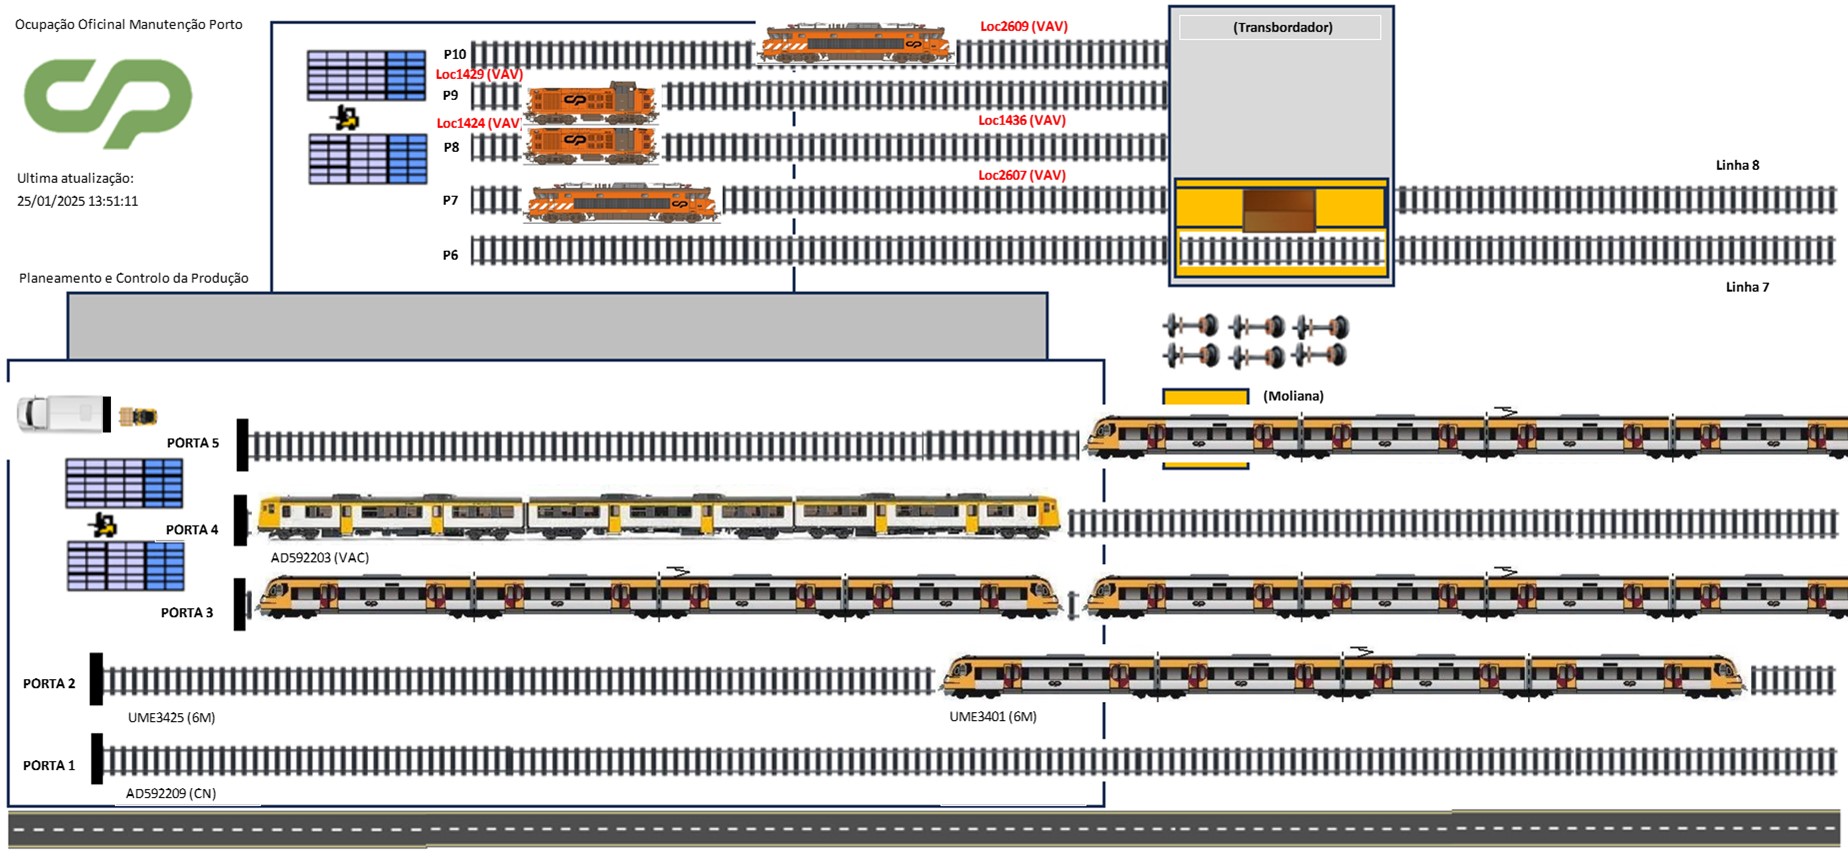 Ocupação Oficinal Manutenção Porto
Ultima atualização:
25/01/2025 13:51:11
Planeamento e Controlo da Produção
P10
Loc2609 (VAV)
(Transbordador)
Loc1429 (VAV)
P9
Loc1424 (VAV)
Loc1436 (VAV)
P8
Loc2607 (VAV)
P7
Linha 8
P6
Linha 7
(Moliana)
PORTA 5
PORTA 4
AD592203 (VAC)
PORTA 3
PORTA 2
UME3425 (6M)
UME3401 (6M)
PORTA 1
AD592209 (CN)